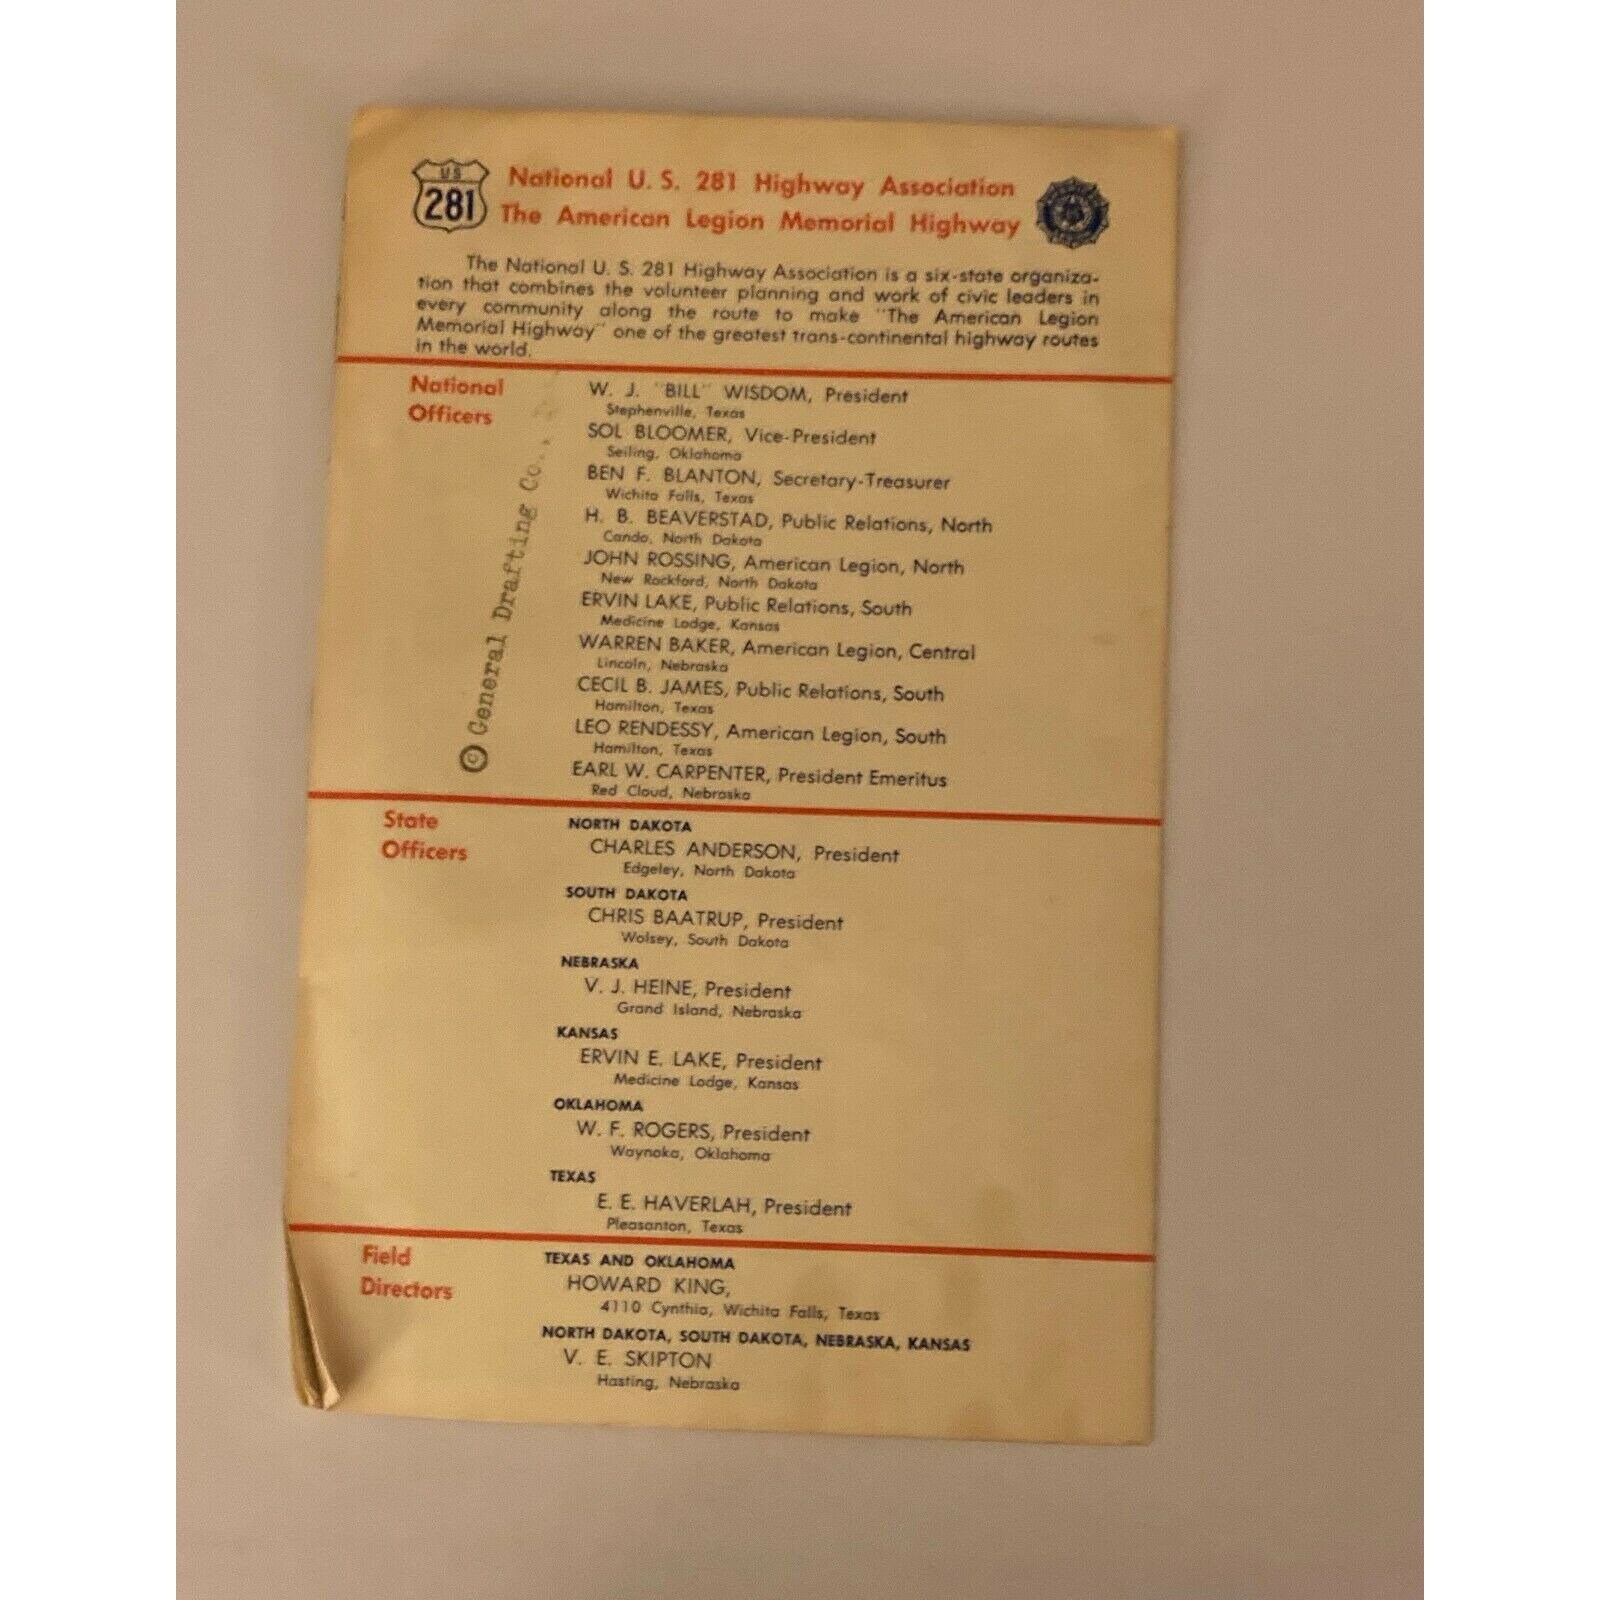 US
281
National U. S. 281 Highway Association
The American Legion Memorial Highway
The National U. S. 281 Highway Association is a six-state organiza-
tion that combines the volunteer planning and work of civic leaders in
every community along the route to make "The American Legion
Memorial Highway" one of the greatest trans-continental highway routes
in the world.
National
Officers
W. J. "BILL" WISDOM, President
Stephenville, Texas
SOL BLOOMER, Vice-President
Seiling, Oklahoma
BEN F. BLANTON, Secretary-Treasurer
Wichita Falls, Texas
H. B. BEAVERSTAD, Public Relations, North
Cando, North Dakota
JOHN ROSSING, American Legion, North
New Rockford, North Dakota
ERVIN LAKE, Public Relations, South
Medicine Lodge, Kansas
WARREN BAKER, American Legion, Central
Lincoln, Nebraska
CECIL B. JAMES, Public Relations, South
Hamilton, Texas
LEO RENDESSY, American Legion, South
Hamilton, Texas
EARL W. CARPENTER, President Emeritus
Red Cloud, Nebraska
© General Drafting Co.
State
Officers
NORTH DAKOTA
CHARLES ANDERSON, President
Edgeley, North Dakota
SOUTH DAKOTA
CHRIS BAATRUP, President
Wolsey, South Dakota
NEBRASKA
V. J. HEINE, President
Grand Island, Nebraska
KANSAS
ERVIN E. LAKE, President
Medicine Lodge, Kansas
OKLAHOMA
W. F. ROGERS, President
Waynoka, Oklahoma
TEXAS
E. E. HAVERLAH, President
Pleasanton, Texas
Field
Directors
TEXAS AND OKLAHOMA
HOWARD KING,
4110 Cynthia, Wichita Falls, Texas
NORTH DAKOTA, SOUTH DAKOTA, NEBRASKA, KANSAS
V. E. SKIPTON
Hasting, Nebraska